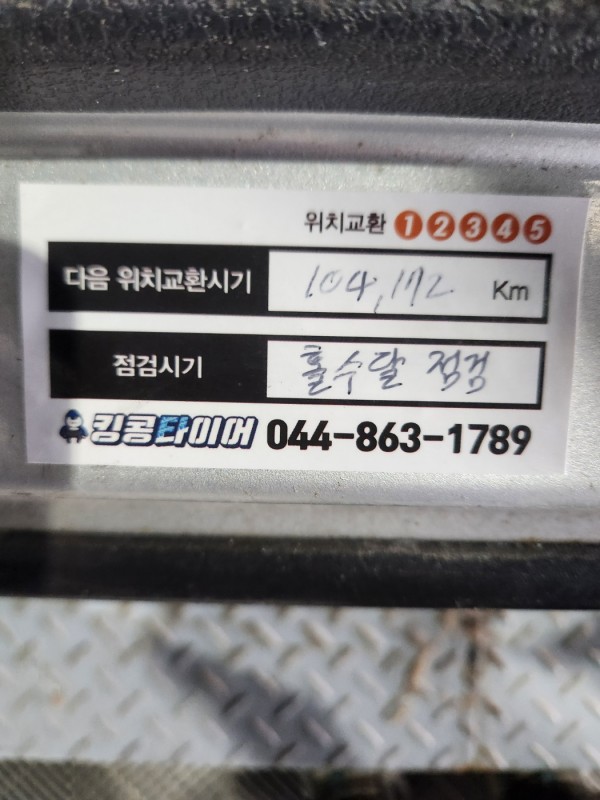 위치교환 1 2 3 4 5
다음 위치교환시기 104,172 Km
점검시기 홀수달 점검
킹콩타이어 044-863-1789